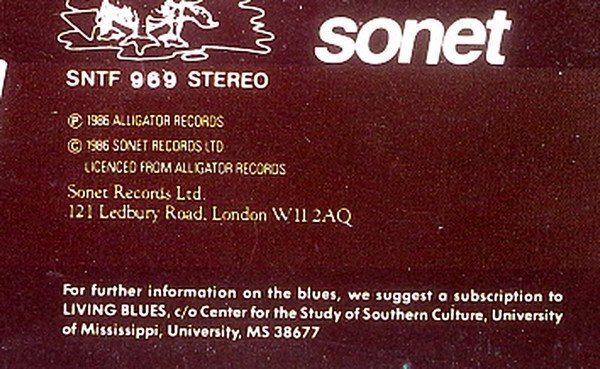 sonet
SNTF 969 STEREO
℗ 1986 ALLIGATOR RECORDS
© 1986 SONET RECORDS LTD
LICENCED FROM ALLIGATOR RECORDS
Sonet Records Ltd.
121 Ledbury Road, London W11 2AQ
For further information on the blues, we suggest a subscription to
LIVING BLUES, c/o Center for the Study of Southern Culture, University
of Mississippi, University, MS 38677